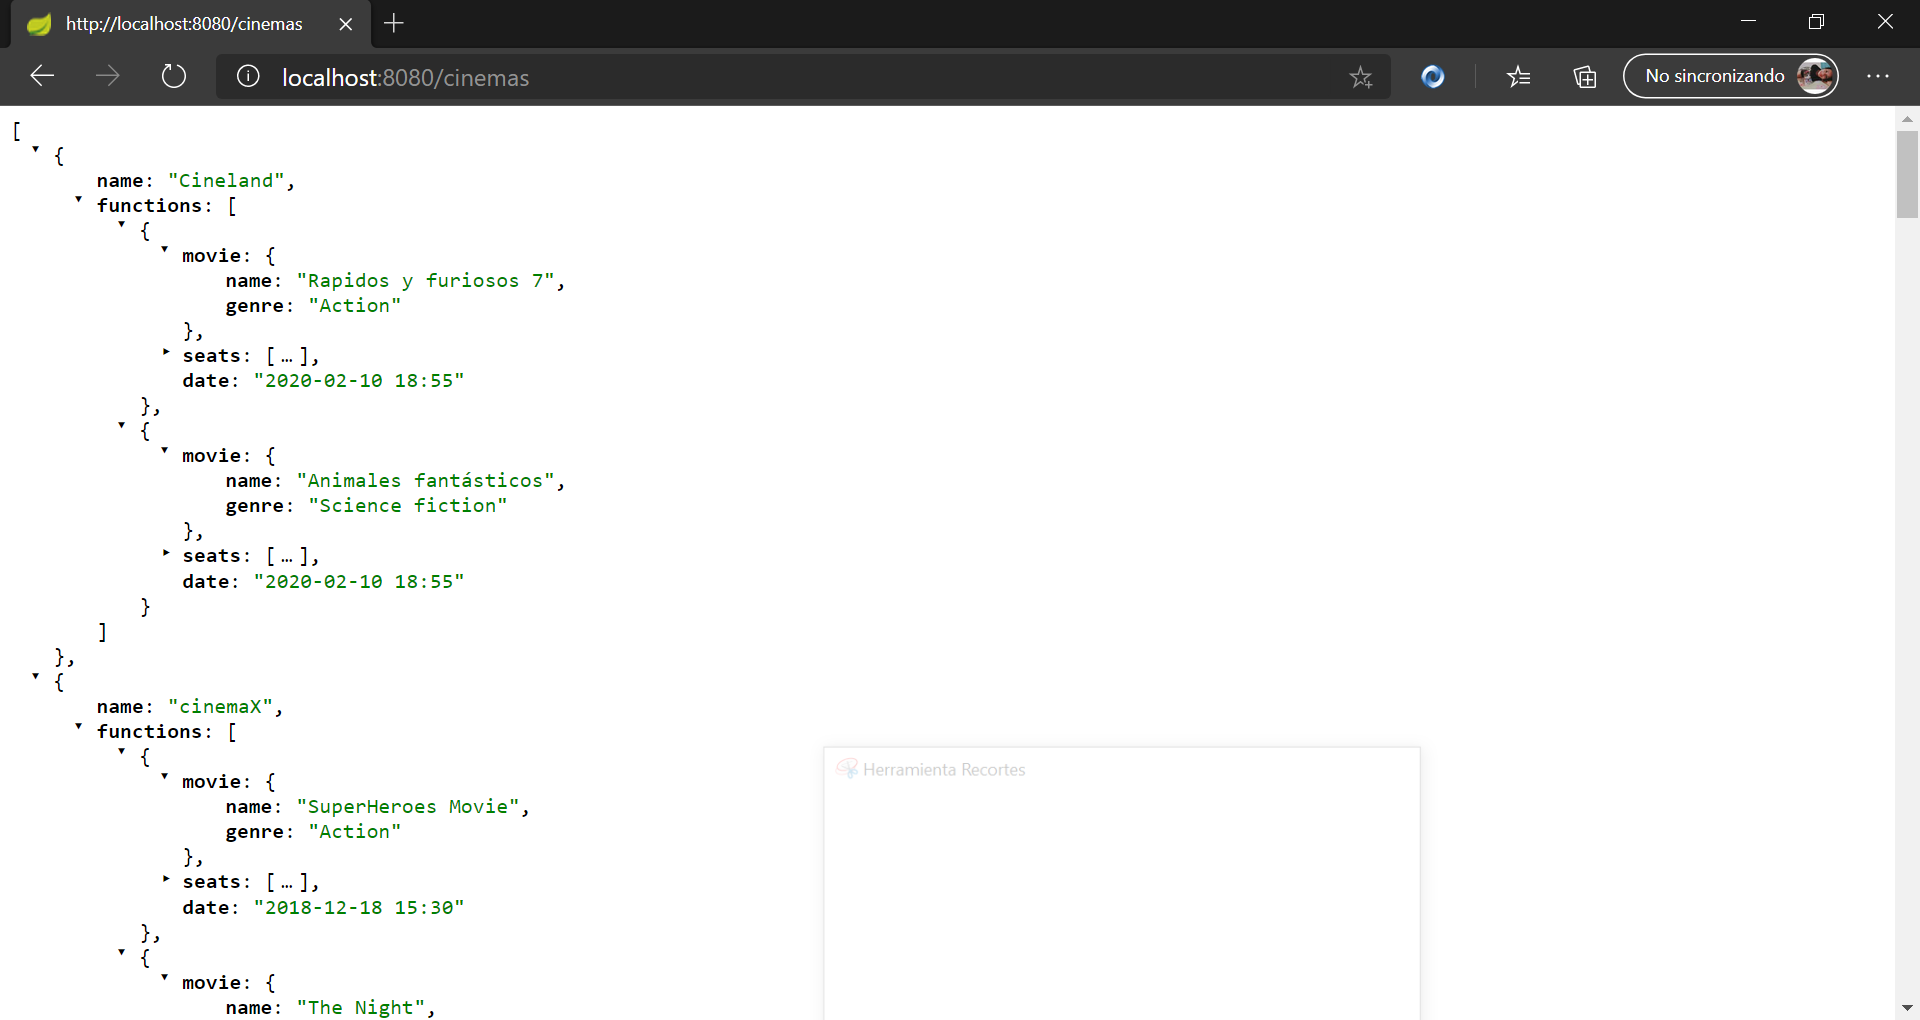 http://localhost:8080/cinemas
localhost:8080/cinemas
No sincronizando
[
{
name: "Cineland",
functions: [
{
movie: {
name: "Rapidos y furiosos 7",
genre: "Action"
},
seats: […],
date: "2020-02-10 18:55"
},
{
movie: {
name: "Animales fantásticos",
genre: "Science fiction"
},
seats: […],
date: "2020-02-10 18:55"
}
]
},
{
name: "cinemaX",
functions: [
{
movie: {
name: "SuperHeroes Movie",
genre: "Action"
},
seats: […],
date: "2018-12-18 15:30"
},
{
movie: {
name: "The Night",
Herramienta Recortes